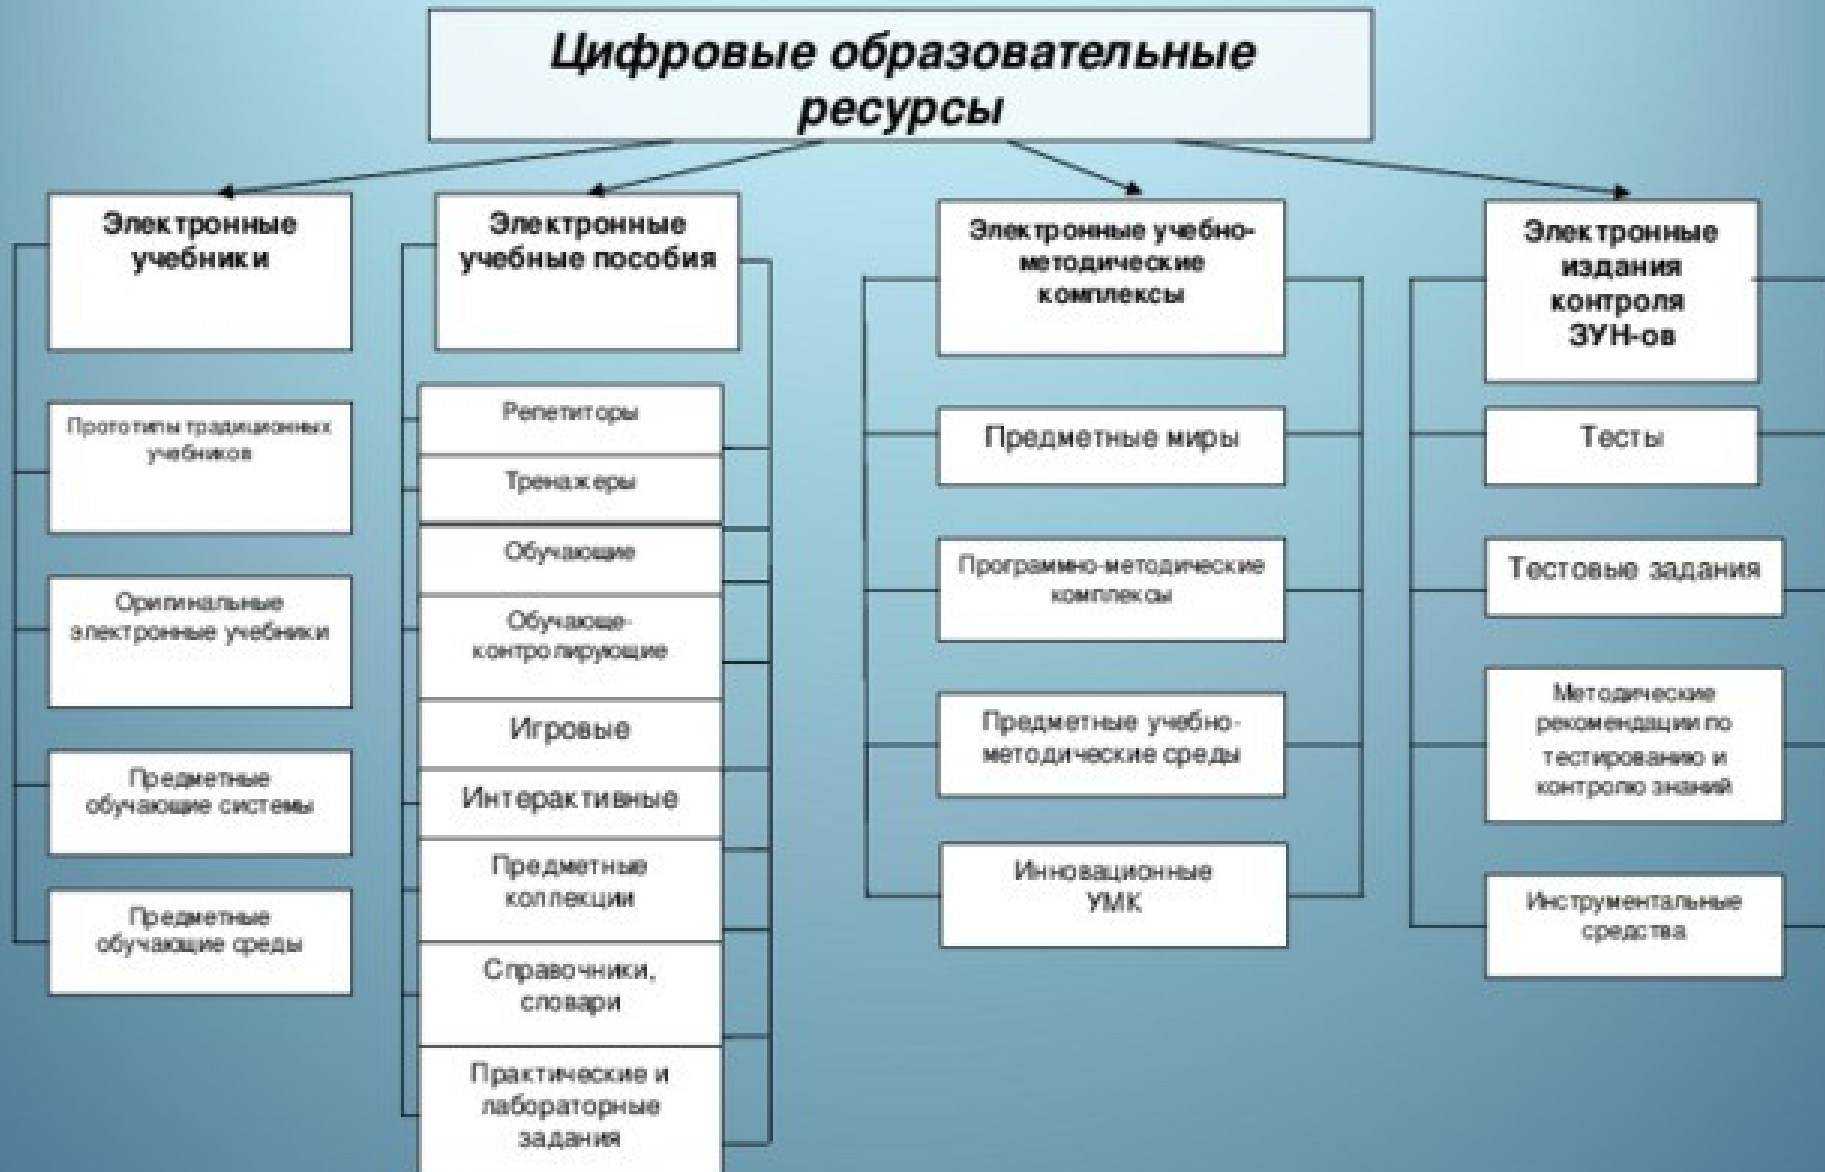 Цифровые образовательные
ресурсы
Электронные
учебники
Прототипы традиционных
учебников
Оригинальные
электронные учебники
Предметные
обучающие системы
Предметные
обучающие среды
Электронные
учебные пособия
Репетиторы
Тренажеры
Обучающие
Обучаюше-
контролирующие
Игровые
Интерактивные
Предметные
коллекции
Справочники,
словари
Практические и
лабораторные
задания
Электронные учебно-
методические
комплексы
Предметные миры
Программно-методические
комплексы
Предметные учебно-
методические среды
Инновационные
УМК
Электронные
издания
контроля
ЗУН-ов
Тесты
Тестовые задания
Методические
рекомендации по
тестированию и
контролю знаний
Инструментальные
средства